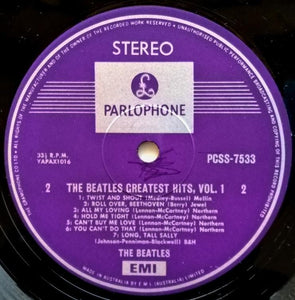 UNAUTHORISED PUBLIC PERFORMANCE
STEREO
PARLOPHONE
33⅓ R.P.M.
YAPAX1016
PCSS-7533
2 THE BEATLES GREATEST HITS, VOL. 1 2
1: TWIST AND SHOUT (Medley-Russell) Mellin
2: ROLL OVER, BEETHOVEN (Berry) Jewel
3: ALL MY LOVING (Lennon-McCartney) Northern
4: HOLD ME TIGHT (Lennon-McCartney) Northern
5: CAN'T BUY ME LOVE (Lennon-McCartney) Northern
6: YOU CAN'T DO THAT (Lennon-McCartney) Northern
7: LONG, TALL SALLY
(Johnson-Penniman-Blackwell) B&H
THE BEATLES
EMI
MADE IN AUSTRALIA BY E M I (AUSTRALIA) LIMITED